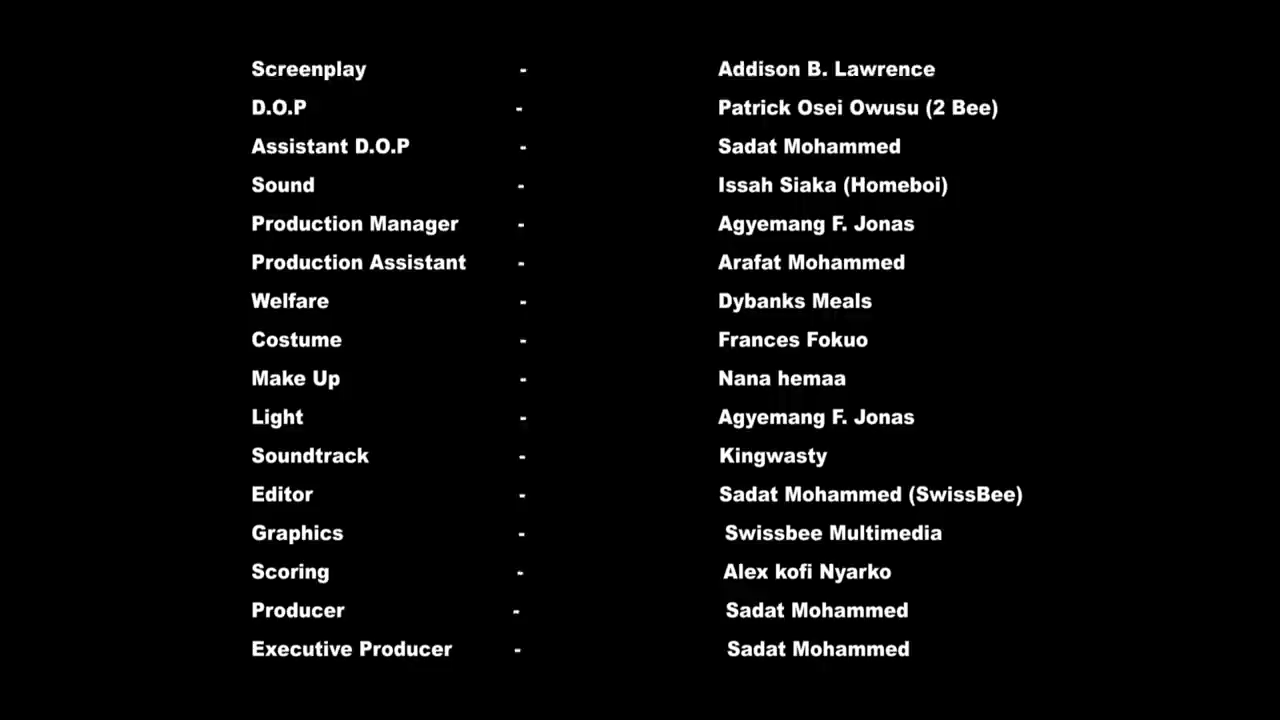 Screenplay - Addison B. Lawrence
D.O.P - Patrick Osei Owusu (2 Bee)
Assistant D.O.P - Sadat Mohammed
Sound - Issah Siaka (Homeboi)
Production Manager - Agyemang F. Jonas
Production Assistant - Arafat Mohammed
Welfare - Dybanks Meals
Costume - Frances Fokuo
Make Up - Nana hemaa
Light - Agyemang F. Jonas
Soundtrack - Kingwasty
Editor - Sadat Mohammed (SwissBee)
Graphics - Swissbee Multimedia
Scoring - Alex kofi Nyarko
Producer - Sadat Mohammed
Executive Producer - Sadat Mohammed